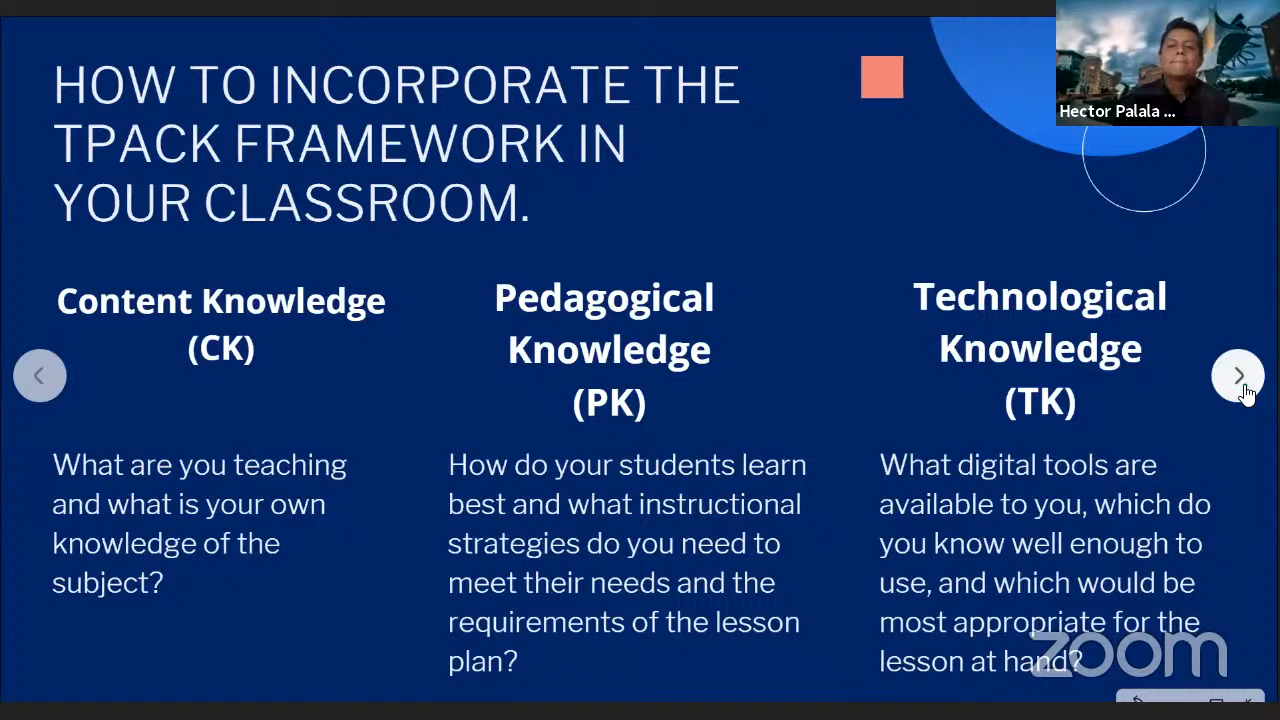 HOW TO INCORPORATE THE
TPACK FRAMEWORK IN
YOUR CLASSROOM.
Hector Palala ...
Content Knowledge
(CK)
What are you teaching
and what is your own
knowledge of the
subject?
Pedagogical
Knowledge
(PK)
How do your students learn
best and what instructional
strategies do you need to
meet their needs and the
requirements of the lesson
plan?
Technological
Knowledge
(TK)
What digital tools are
available to you, which do
you know well enough to
use, and which would be
most appropriate for the
lesson at hand?
zoom